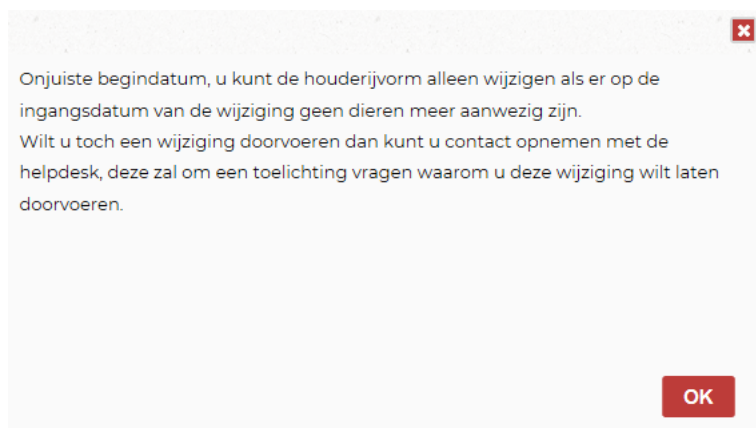 Onjuiste begindatum, u kunt de houderijvorm alleen wijzigen als er op de
ingangsdatum van de wijziging geen dieren meer aanwezig zijn.
Wilt u toch een wijziging doorvoeren dan kunt u contact opnemen met de
helpdesk, deze zal om een toelichting vragen waarom u deze wijziging wilt laten
doorvoeren.
OK